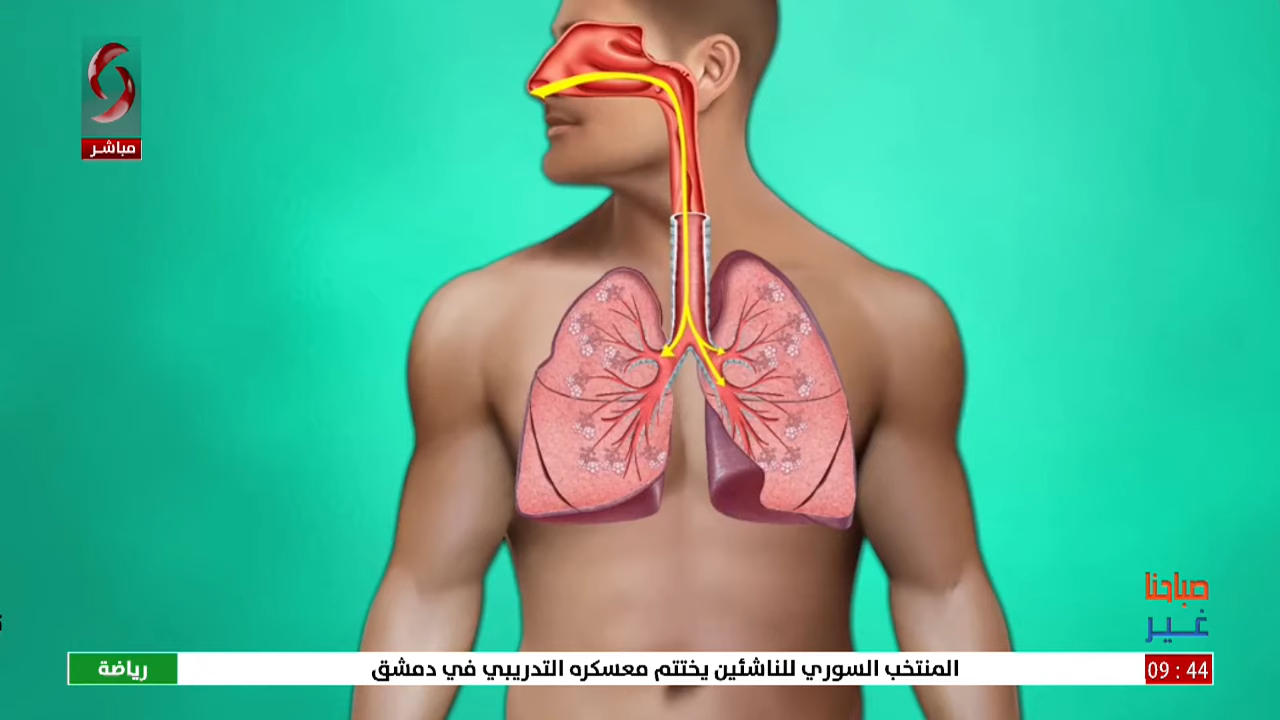 مباشر
صباحنا
غير
رياضة
المنتخب السوري للناشئين يختتم معسكره التدريبي في دمشق
09 : 44